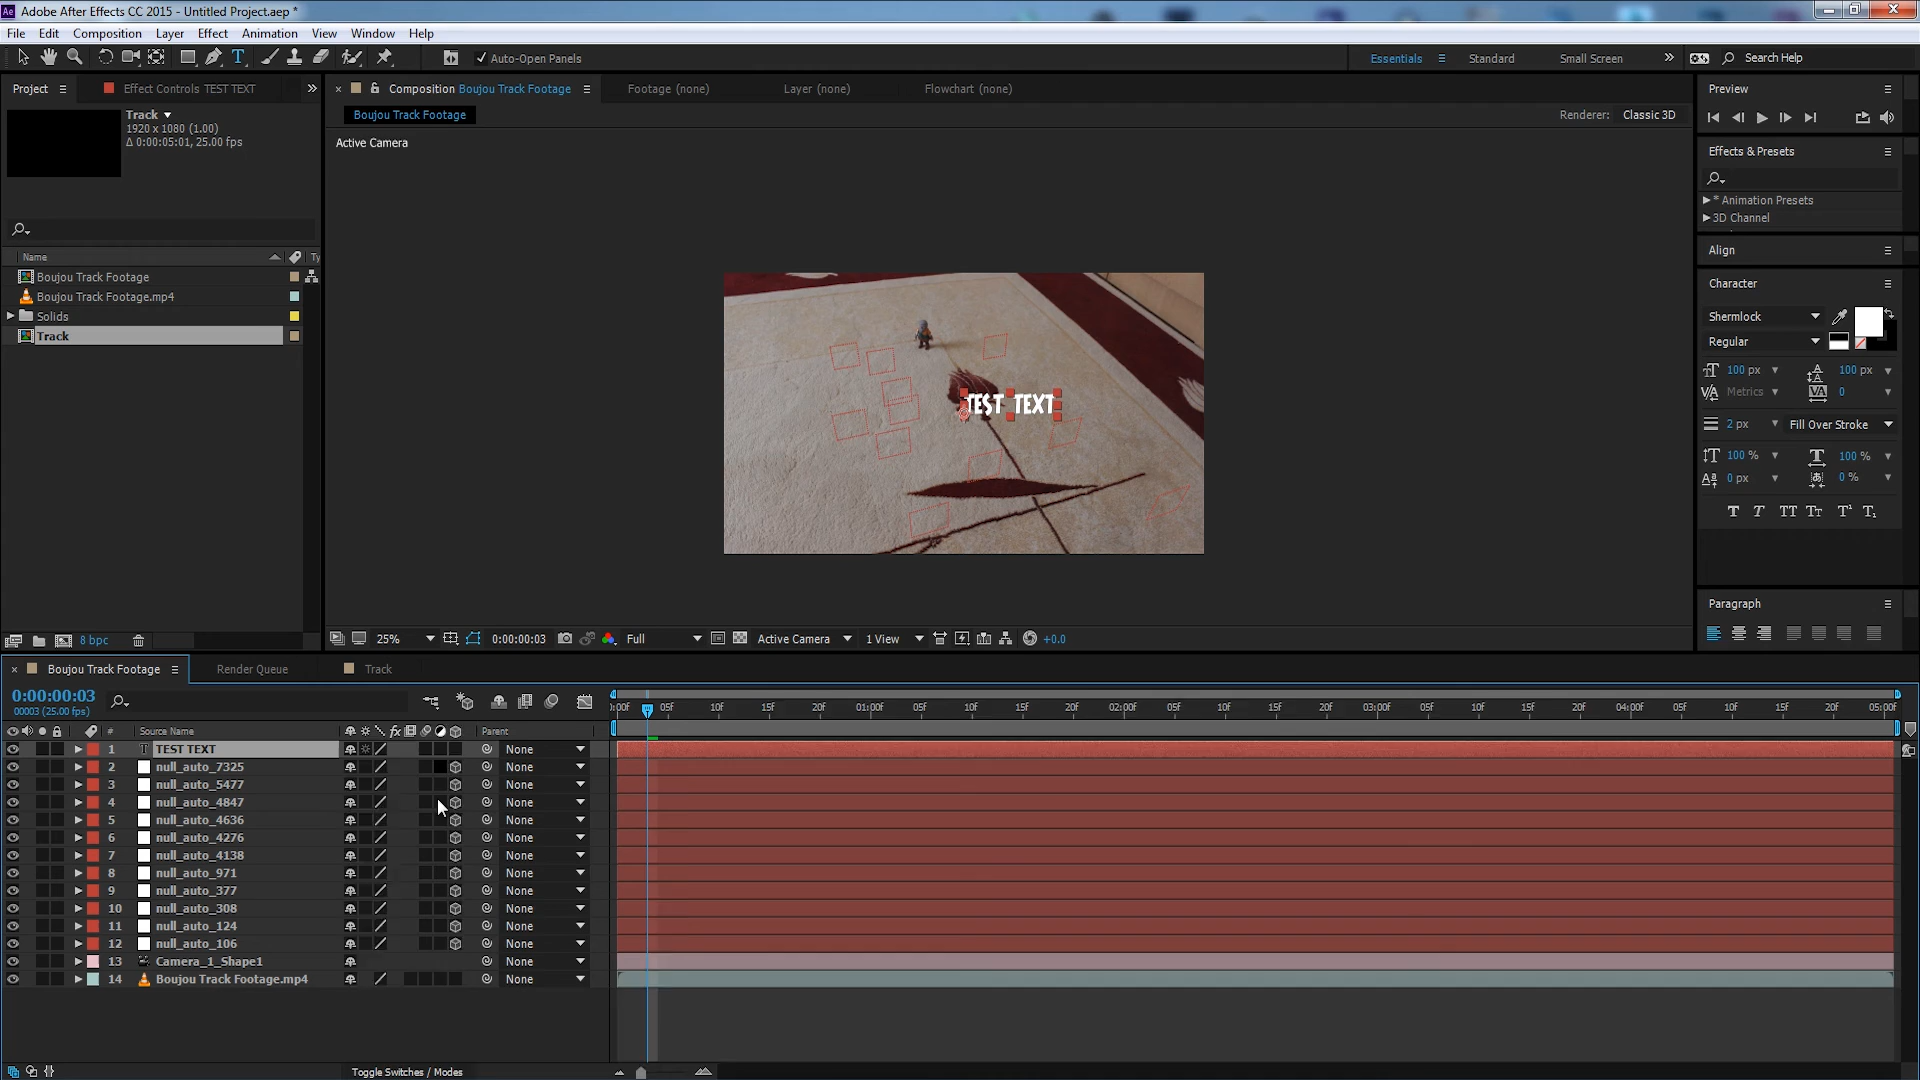 Adobe After Effects CC 2015 - Untitled Project.aep *
File Edit Composition Layer Effect Animation View Window Help
Auto-Open Panels
Essentials Standard Small Screen Search Help
Project Effect Controls TEST TEXT
Composition Boujou Track Footage Footage (none) Layer (none) Flowchart (none)
Preview
Track
1920 x 1080 (1.00)
Δ 0:00:05:01, 25.00 fps
Boujou Track Footage
Renderer: Classic 3D
Active Camera
Effects & Presets
* Animation Presets
3D Channel
Align
Character
Shermlock
Regular
100 px 100 px
Metrics 0
2 px Fill Over Stroke
100 % 100 %
0 px 0 %
T T TT Tr T¹ T₁
Paragraph
Name Ty
Boujou Track Footage
Boujou Track Footage.mp4
Solids
Track
TEST TEXT
8 bpc
25% 0:00:00:03 Full Active Camera 1 View +0.0
Boujou Track Footage Render Queue Track
0:00:00:03
00003 (25.00 fps)
# Source Name Parent
):00f 05f 10f 15f 20f 01:00f 05f 10f 15f 20f 02:00f 05f 10f 15f 20f 03:00f 05f 10f 15f 20f 04:00f 05f 10f 15f 20f 05:00f
1 TEST TEXT None
2 null_auto_7325 None
3 null_auto_5477 None
4 null_auto_4847 None
5 null_auto_4636 None
6 null_auto_4276 None
7 null_auto_4138 None
8 null_auto_971 None
9 null_auto_377 None
10 null_auto_308 None
11 null_auto_124 None
12 null_auto_106 None
13 Camera_1_Shape1 None
14 Boujou Track Footage.mp4 None
Toggle Switches / Modes